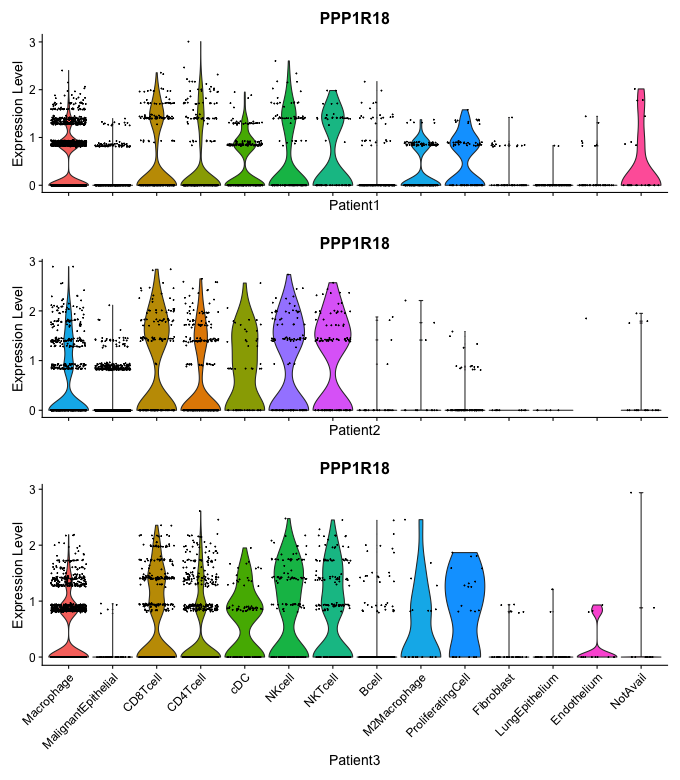 PPP1R18
Expression Level
3
2
1
0
Patient1
PPP1R18
Expression Level
3
2
1
0
Patient2
PPP1R18
Expression Level
3
2
1
0
Macrophage
MalignantEpithelial
CD8Tcell
CD4Tcell
cDC
NKcell
NKTcell
Bcell
M2Macrophage
ProliferatingCell
Fibroblast
LungEpithelium
Endothelium
NotAvail
Patient3